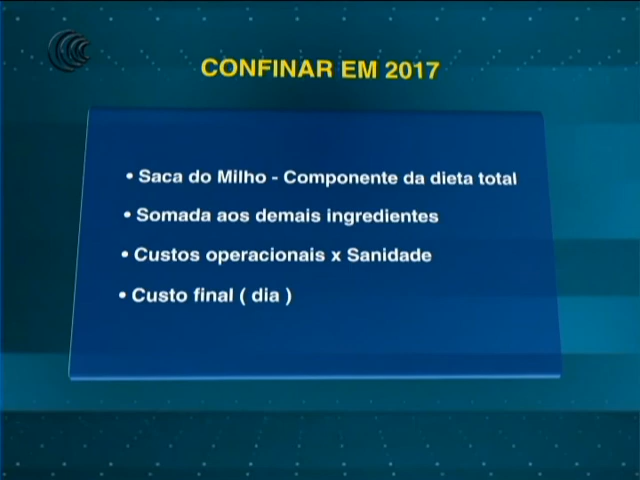 CONFINAR EM 2017
• Saca do Milho - Componente da dieta total
• Somada aos demais ingredientes
• Custos operacionais x Sanidade
• Custo final ( dia )